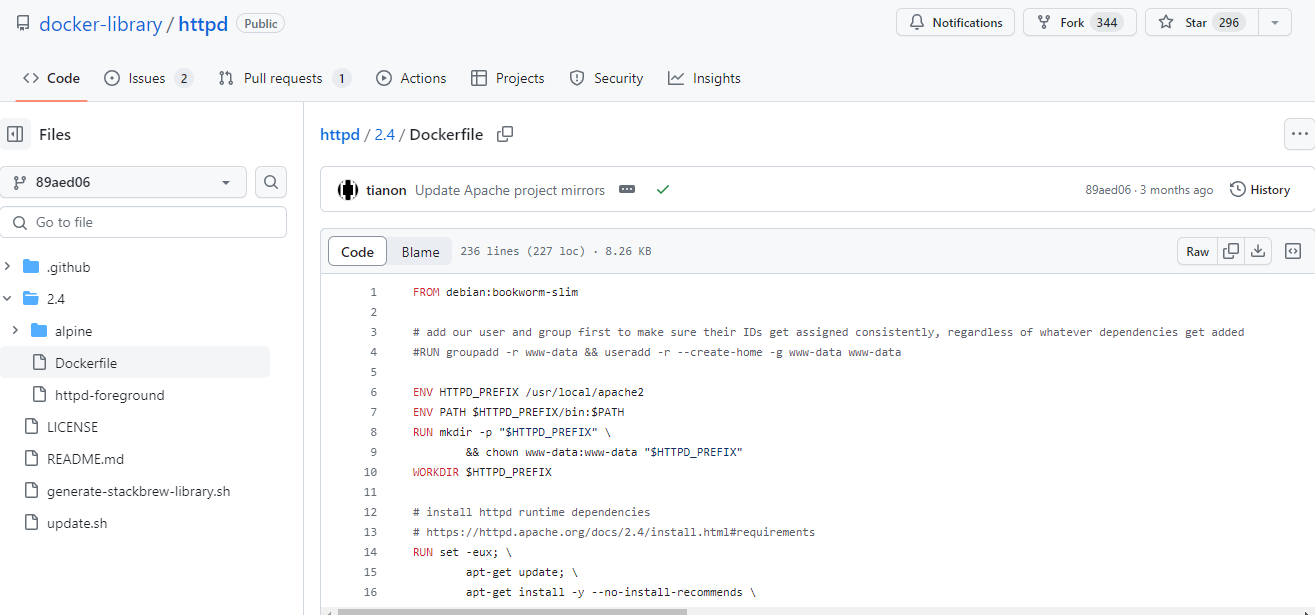 docker-library / httpd Public
Notifications Fork 344 Star 296
Code Issues 2 Pull requests 1 Actions Projects Security Insights
Files
89aed06
Go to file
.github
2.4
alpine
Dockerfile
httpd-foreground
LICENSE
README.md
generate-stackbrew-library.sh
update.sh
httpd / 2.4 / Dockerfile
tianon Update Apache project mirrors 89aed06 · 3 months ago History
Code Blame 236 lines (227 loc) · 8.26 KB Raw
1 FROM debian:bookworm-slim
2
3 # add our user and group first to make sure their IDs get assigned consistently, regardless of whatever dependencies get added
4 #RUN groupadd -r www-data && useradd -r --create-home -g www-data www-data
5
6 ENV HTTPD_PREFIX /usr/local/apache2
7 ENV PATH $HTTPD_PREFIX/bin:$PATH
8 RUN mkdir -p "$HTTPD_PREFIX" \
9 && chown www-data:www-data "$HTTPD_PREFIX"
10 WORKDIR $HTTPD_PREFIX
11
12 # install httpd runtime dependencies
13 # https://httpd.apache.org/docs/2.4/install.html#requirements
14 RUN set -eux; \
15 apt-get update; \
16 apt-get install -y --no-install-recommends \